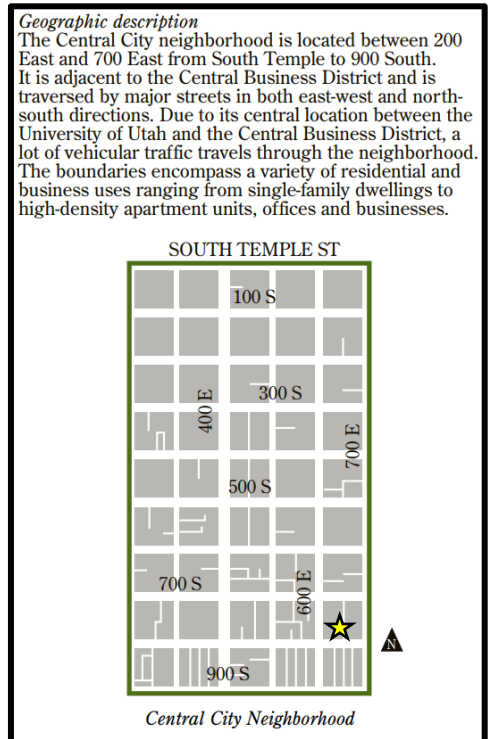 Geographic description
The Central City neighborhood is located between 200
East and 700 East from South Temple to 900 South.
It is adjacent to the Central Business District and is
traversed by major streets in both east-west and north-
south directions. Due to its central location between the
University of Utah and the Central Business District, a
lot of vehicular traffic travels through the neighborhood.
The boundaries encompass a variety of residential and
business uses ranging from single-family dwellings to
high-density apartment units, offices and businesses.
SOUTH TEMPLE ST
100 S
300 S
400 E
700 E
500 S
700 S
600 E
N
900 S
Central City Neighborhood